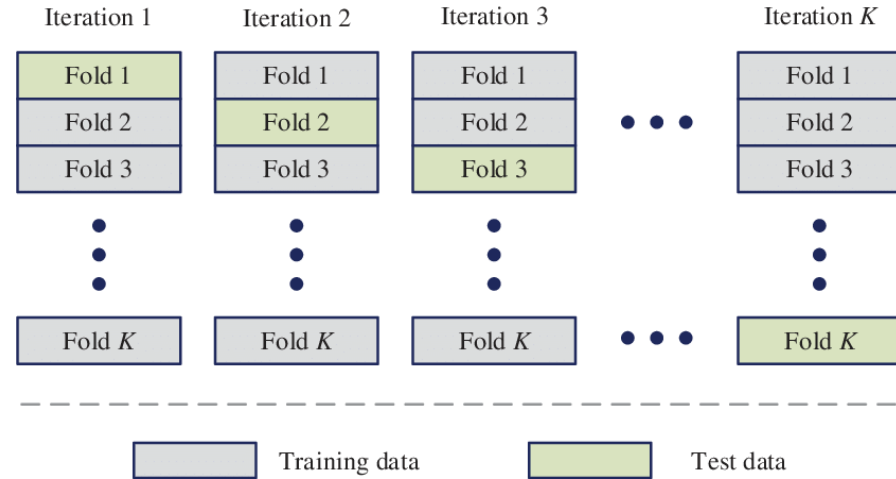 Iteration 1 Iteration 2 Iteration 3 Iteration K
Fold 1 Fold 1 Fold 1 Fold 1
Fold 2 Fold 2 Fold 2 Fold 2
Fold 3 Fold 3 Fold 3 Fold 3
Fold K Fold K Fold K Fold K
Training data Test data